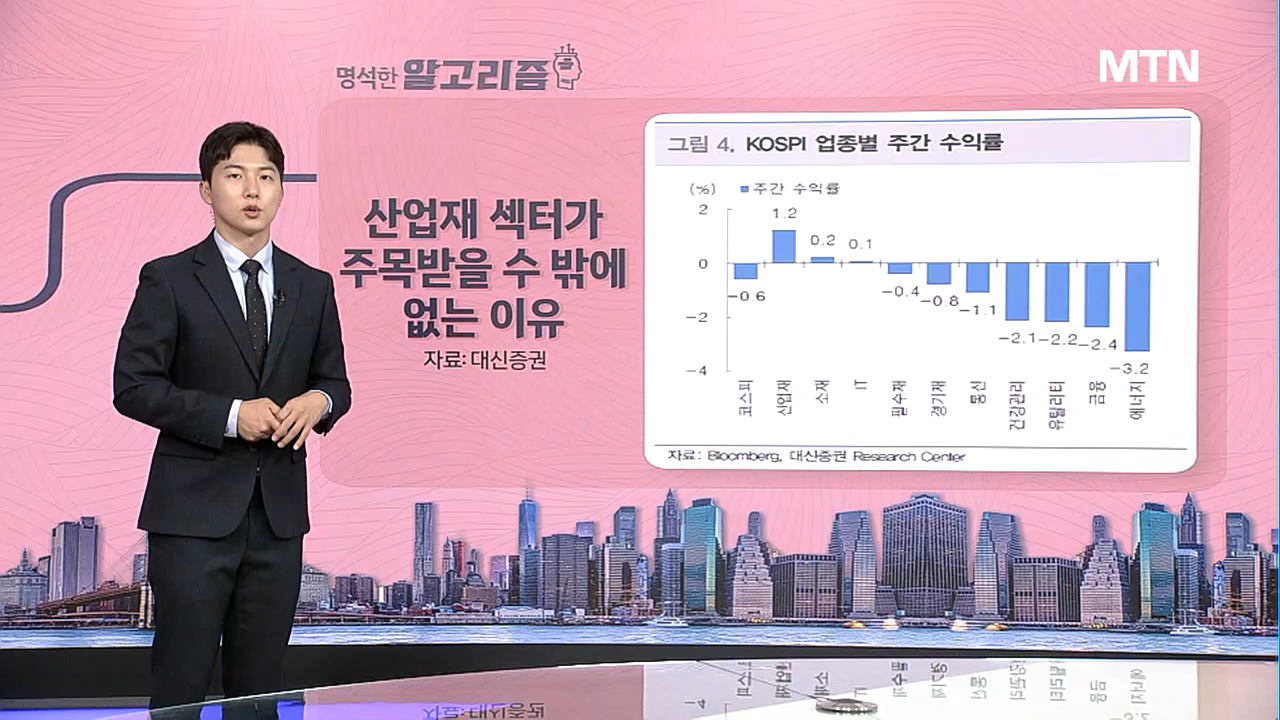 명석한 알고리즘
MTN
산업재 섹터가
주목받을 수 밖에
없는 이유
자료: 대신증권
그림 4. KOSPI 업종별 주간 수익률
(%) 주간 수익률
2
0
-2
-4
-0.6
1.2
0.2
0.1
-0.4
-0.8
-1.1
-2.1
-2.2
-2.4
-3.2
코스피
산업재
소재
IT
필수재
경기재
통신
건강관리
유틸리티
금융
에너지
자료: Bloomberg, 대신증권 Research Center